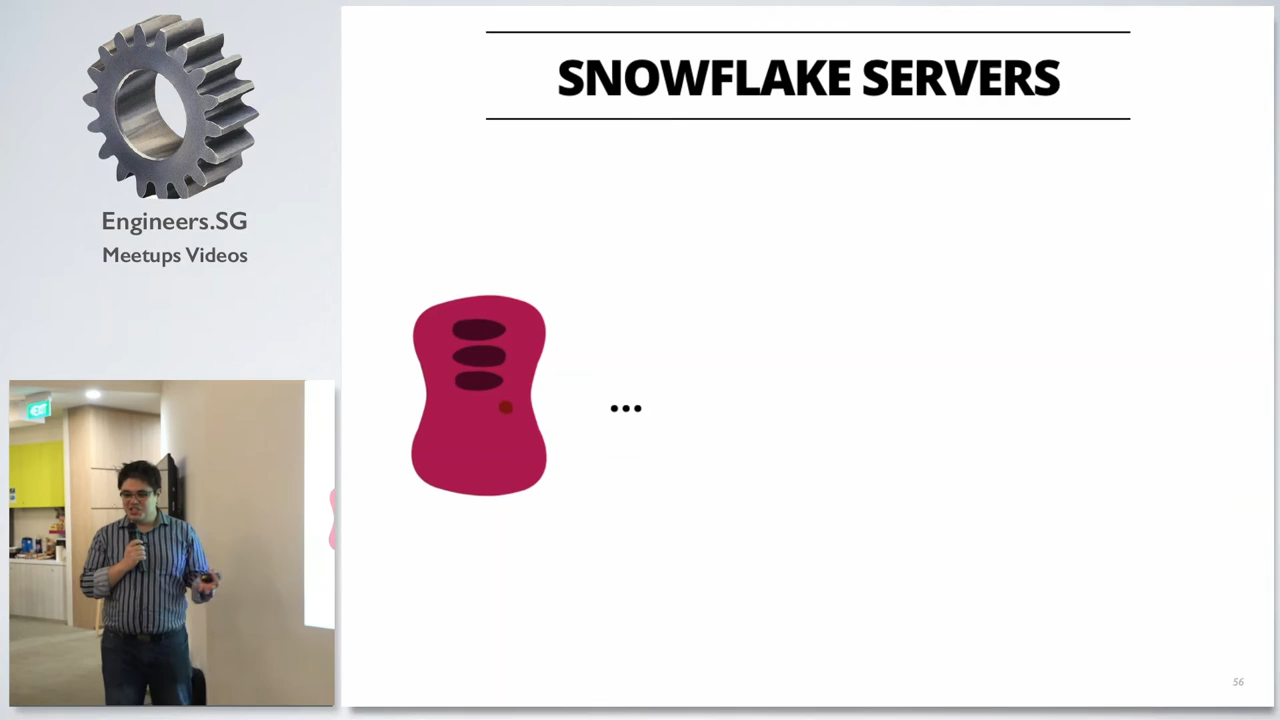 Engineers.SG
Meetups Videos
SNOWFLAKE SERVERS
...
56